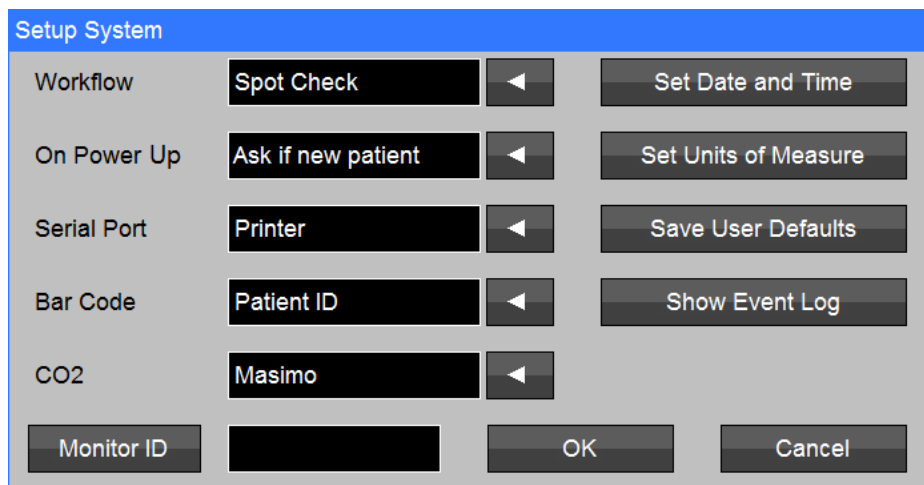 Setup System
Workflow Spot Check Set Date and Time
On Power Up Ask if new patient Set Units of Measure
Serial Port Printer Save User Defaults
Bar Code Patient ID Show Event Log
CO2 Masimo
Monitor ID OK Cancel